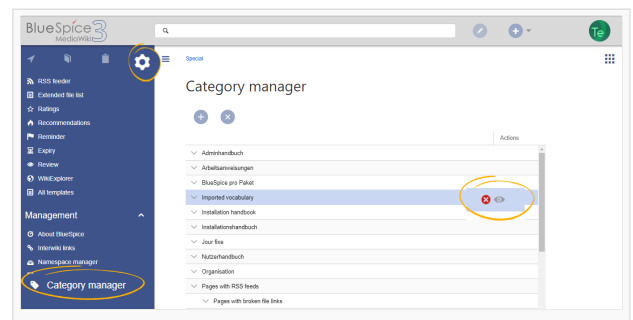 BlueSpice 3
MediaWiki
Te
Special
RSS feeder
Extended file list
Ratings
Recommendations
Reminder
Expiry
Review
WikiExplorer
All templates
Management
About BlueSpice
Interwiki links
Namespace manager
Category manager
Category manager
Actions
Adminhandbuch
Arbeitsanweisungen
BlueSpice pro Paket
Imported vocabulary
Installation handbook
Installationshandbuch
Jour fixe
Nutzerhandbuch
Organisation
Pages with RSS feeds
Pages with broken file links